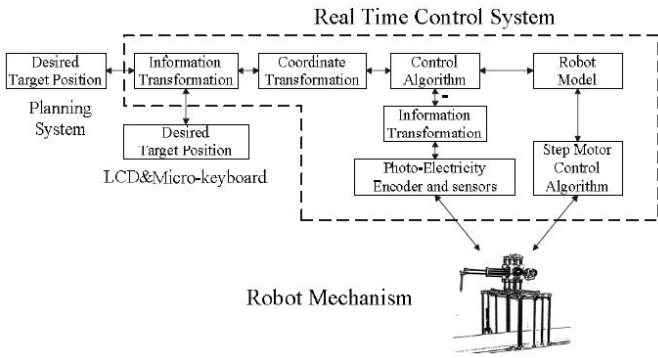 Real Time Control System
Desired
Target Position
Information
Transformation
Coordinate
Transformation
Control
Algorithm
Robot
Model
Planning
System
-
Information
Transformation
Desired
Target Position
LCD&Micro-keyboard
Photo-Electricity
Encoder and sensors
Step Motor
Control
Algorithm
Robot Mechanism